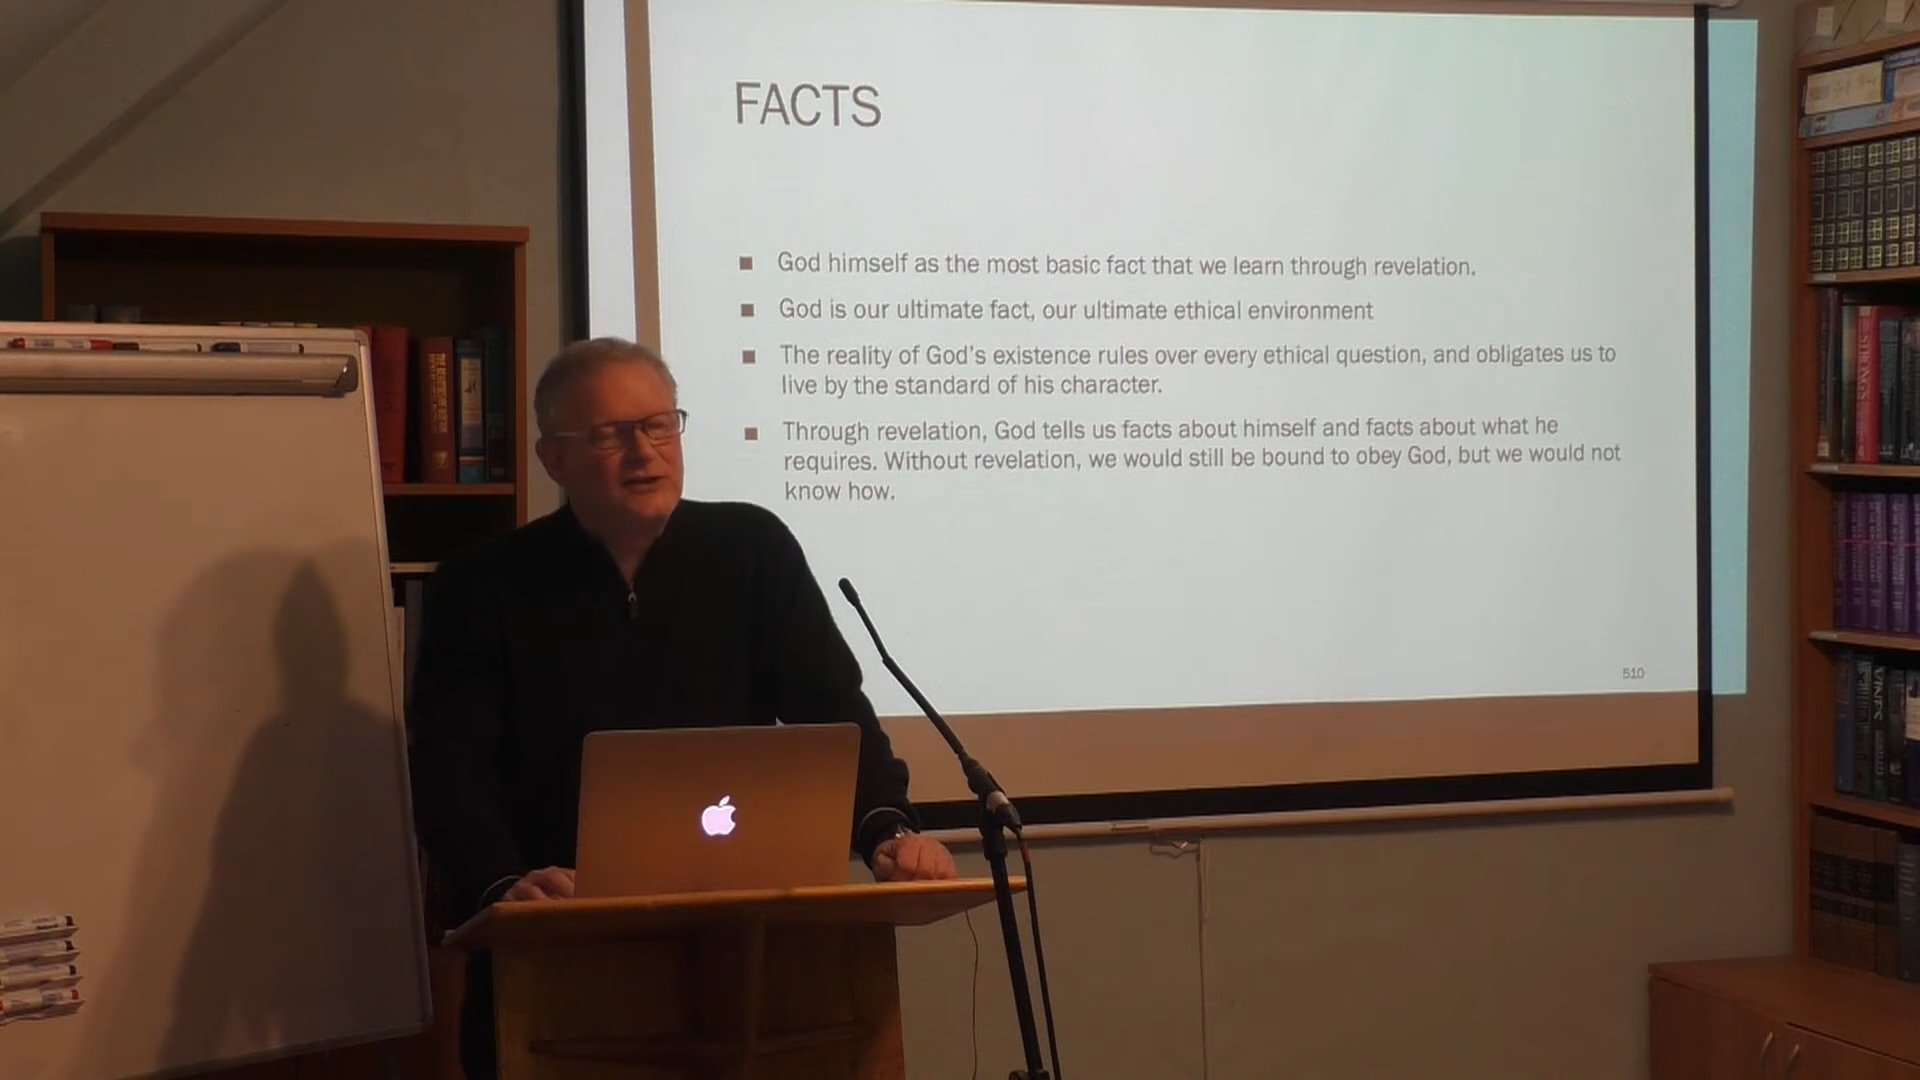 FACTS
■ God himself as the most basic fact that we learn through revelation.
■ God is our ultimate fact, our ultimate ethical environment
■ The reality of God's existence rules over every ethical question, and obligates us to
live by the standard of his character.
■ Through revelation, God tells us facts about himself and facts about what he
requires. Without revelation, we would still be bound to obey God, but we would not
know how.
510
STRONG'S